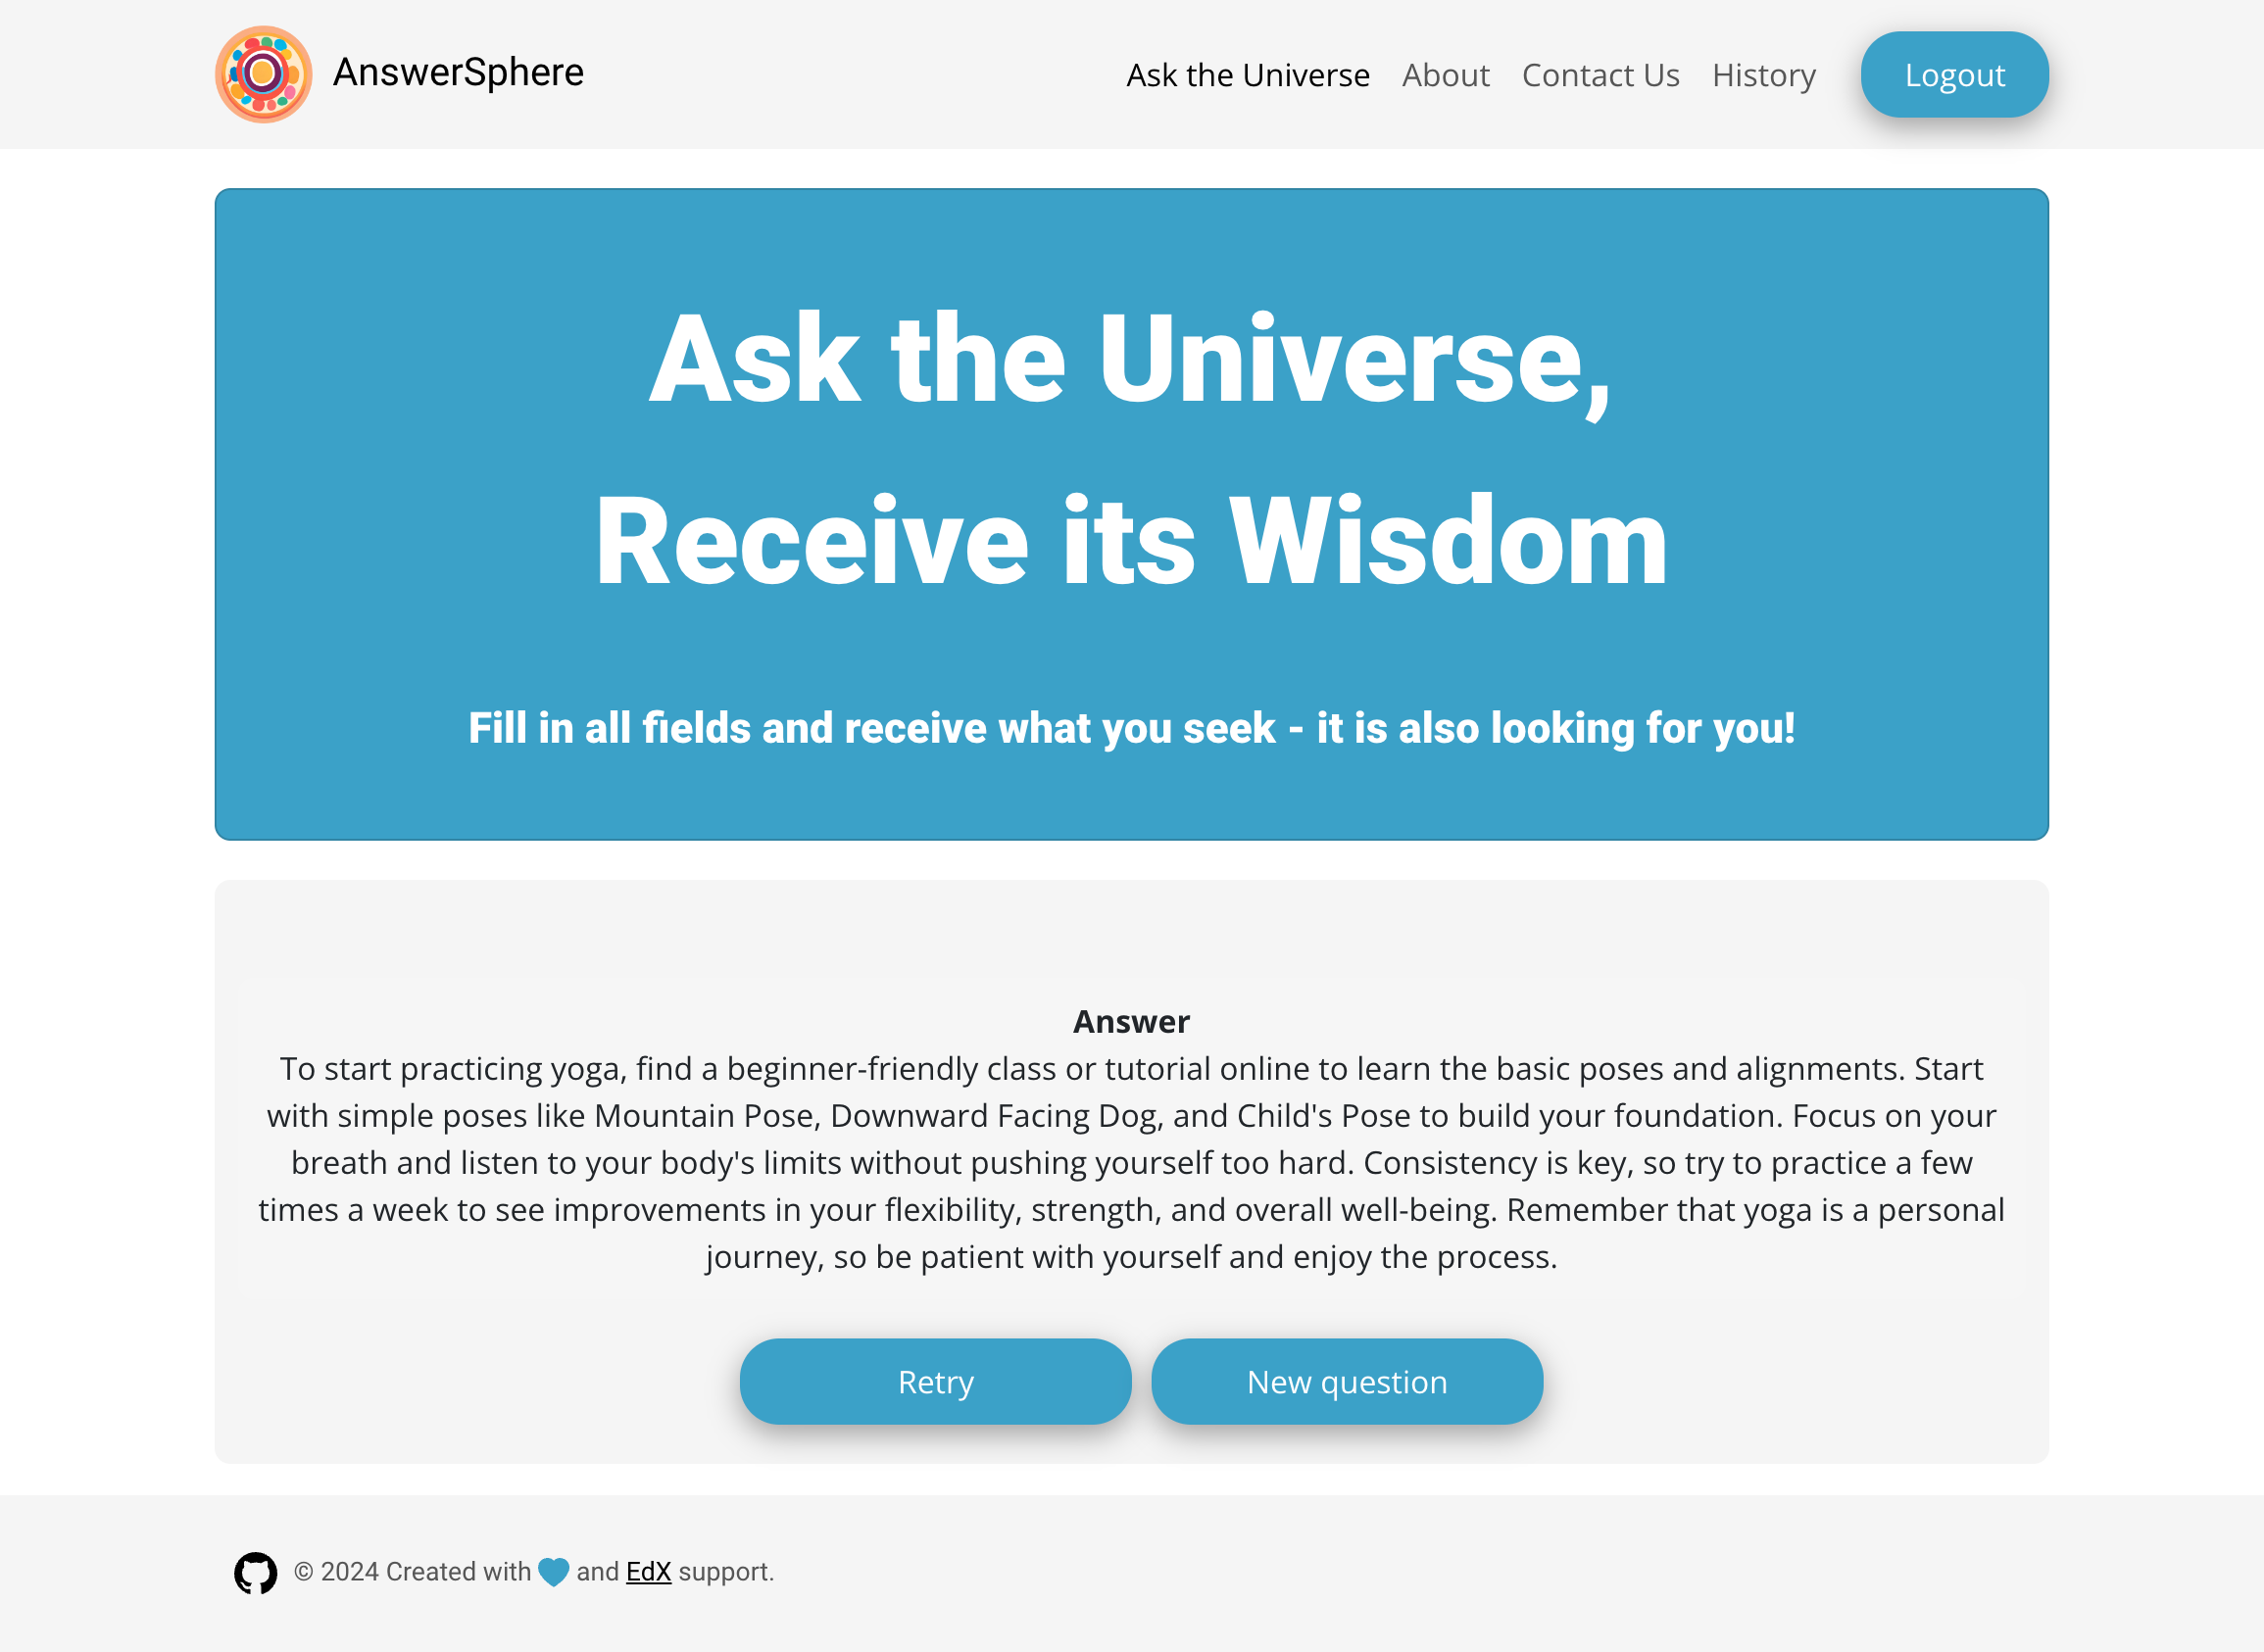 AnswerSphere
Ask the Universe
About
Contact Us
History
Logout
Ask the Universe,
Receive its Wisdom
Fill in all fields and receive what you seek - it is also looking for you!
Answer
To start practicing yoga, find a beginner-friendly class or tutorial online to learn the basic poses and alignments. Start
with simple poses like Mountain Pose, Downward Facing Dog, and Child's Pose to build your foundation. Focus on your
breath and listen to your body's limits without pushing yourself too hard. Consistency is key, so try to practice a few
times a week to see improvements in your flexibility, strength, and overall well-being. Remember that yoga is a personal
journey, so be patient with yourself and enjoy the process.
Retry
New question
© 2024 Created with and EdX support.